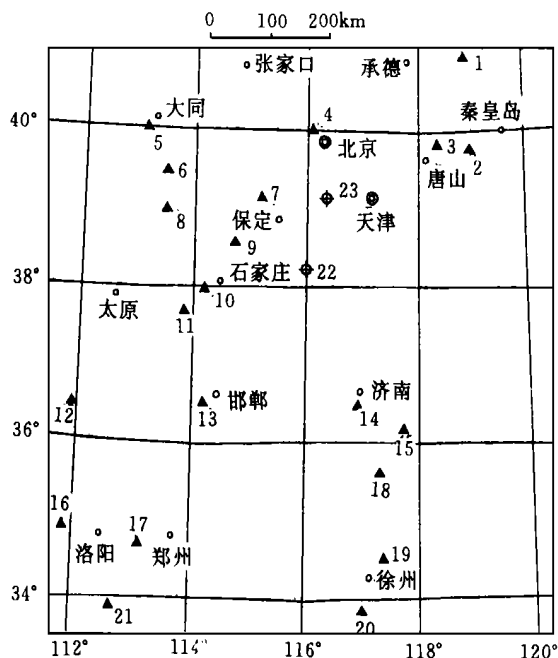 0 100 200km
张家口 承德 1
40° 大同 4 秦皇岛
5 北京 3 2
6 唐山
7 23
8 保定 天津
9
38° 石家庄 22
太原 10
11
12 邯郸 13 济南 14
36° 15
18
16
17
洛阳 郑州 19
徐州
34°
21 20
112° 114° 116° 118° 120°